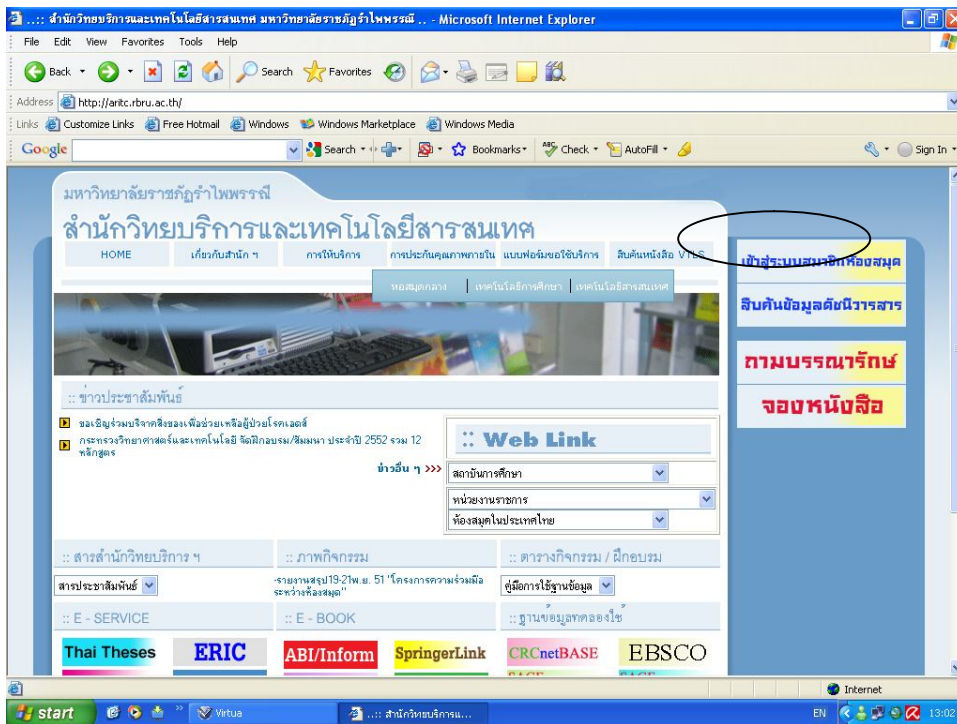 ..:: สำนักวิทยบริการและเทคโนโลยีสารสนเทศ มหาวิทยาลัยราชภัฏรำไพพรรณี .. - Microsoft Internet Explorer
File Edit View Favorites Tools Help
Back Search Favorites
Address http://aritc.rbru.ac.th/
Links Customize Links Free Hotmail Windows Windows Marketplace Windows Media
Google Search Bookmarks ABC Check AutoFill Sign In
มหาวิทยาลัยราชภัฏรำไพพรรณี
สำนักวิทยบริการและเทคโนโลยีสารสนเทศ
HOME เกี่ยวกับสำนัก ฯ การให้บริการ การประกันคุณภาพภายใน แบบฟอร์มขอใช้บริการ สืบค้นหนังสือ VTLS
หอสมุดกลาง เทคโนโลยีการศึกษา เทคโนโลยีสารสนเทศ
เข้าสู่ระบบสมาชิกห้องสมุด
สืบค้นข้อมูลดัชนีวารสาร
ถามบรรณารักษ์
จองหนังสือ
:: ข่าวประชาสัมพันธ์
ขอเชิญร่วมบริจาคสิ่งของเพื่อช่วยเหลือผู้ป่วยโรคเอดส์
กระทรวงวิทยาศาสตร์และเทคโนโลยี จัดฝึกอบรม/สัมมนา ประจำปี 2552 รวม 12
หลักสูตร
ข่าวอื่น ๆ >>>
:: Web Link
สถาบันการศึกษา
หน่วยงานราชการ
ห้องสมุดในประเทศไทย
:: สารสำนักวิทยบริการ ฯ :: ภาพกิจกรรม :: ตารางกิจกรรม / ฝึกอบรม
สารประชาสัมพันธ์ -รายงานสรุป19-21พ.ย. 51 "โครงการความร่วมมือ คู่มือการใช้ฐานข้อมูล
ระหว่างห้องสมุด"
:: E - SERVICE :: E - BOOK :: ฐานข้อมูลทดลองใช้
Thai Theses ERIC ABI/Inform SpringerLink CRCnetBASE EBSCO
Internet
start Virtua ..:: สำนักวิทยบริการแ... EN 13:02